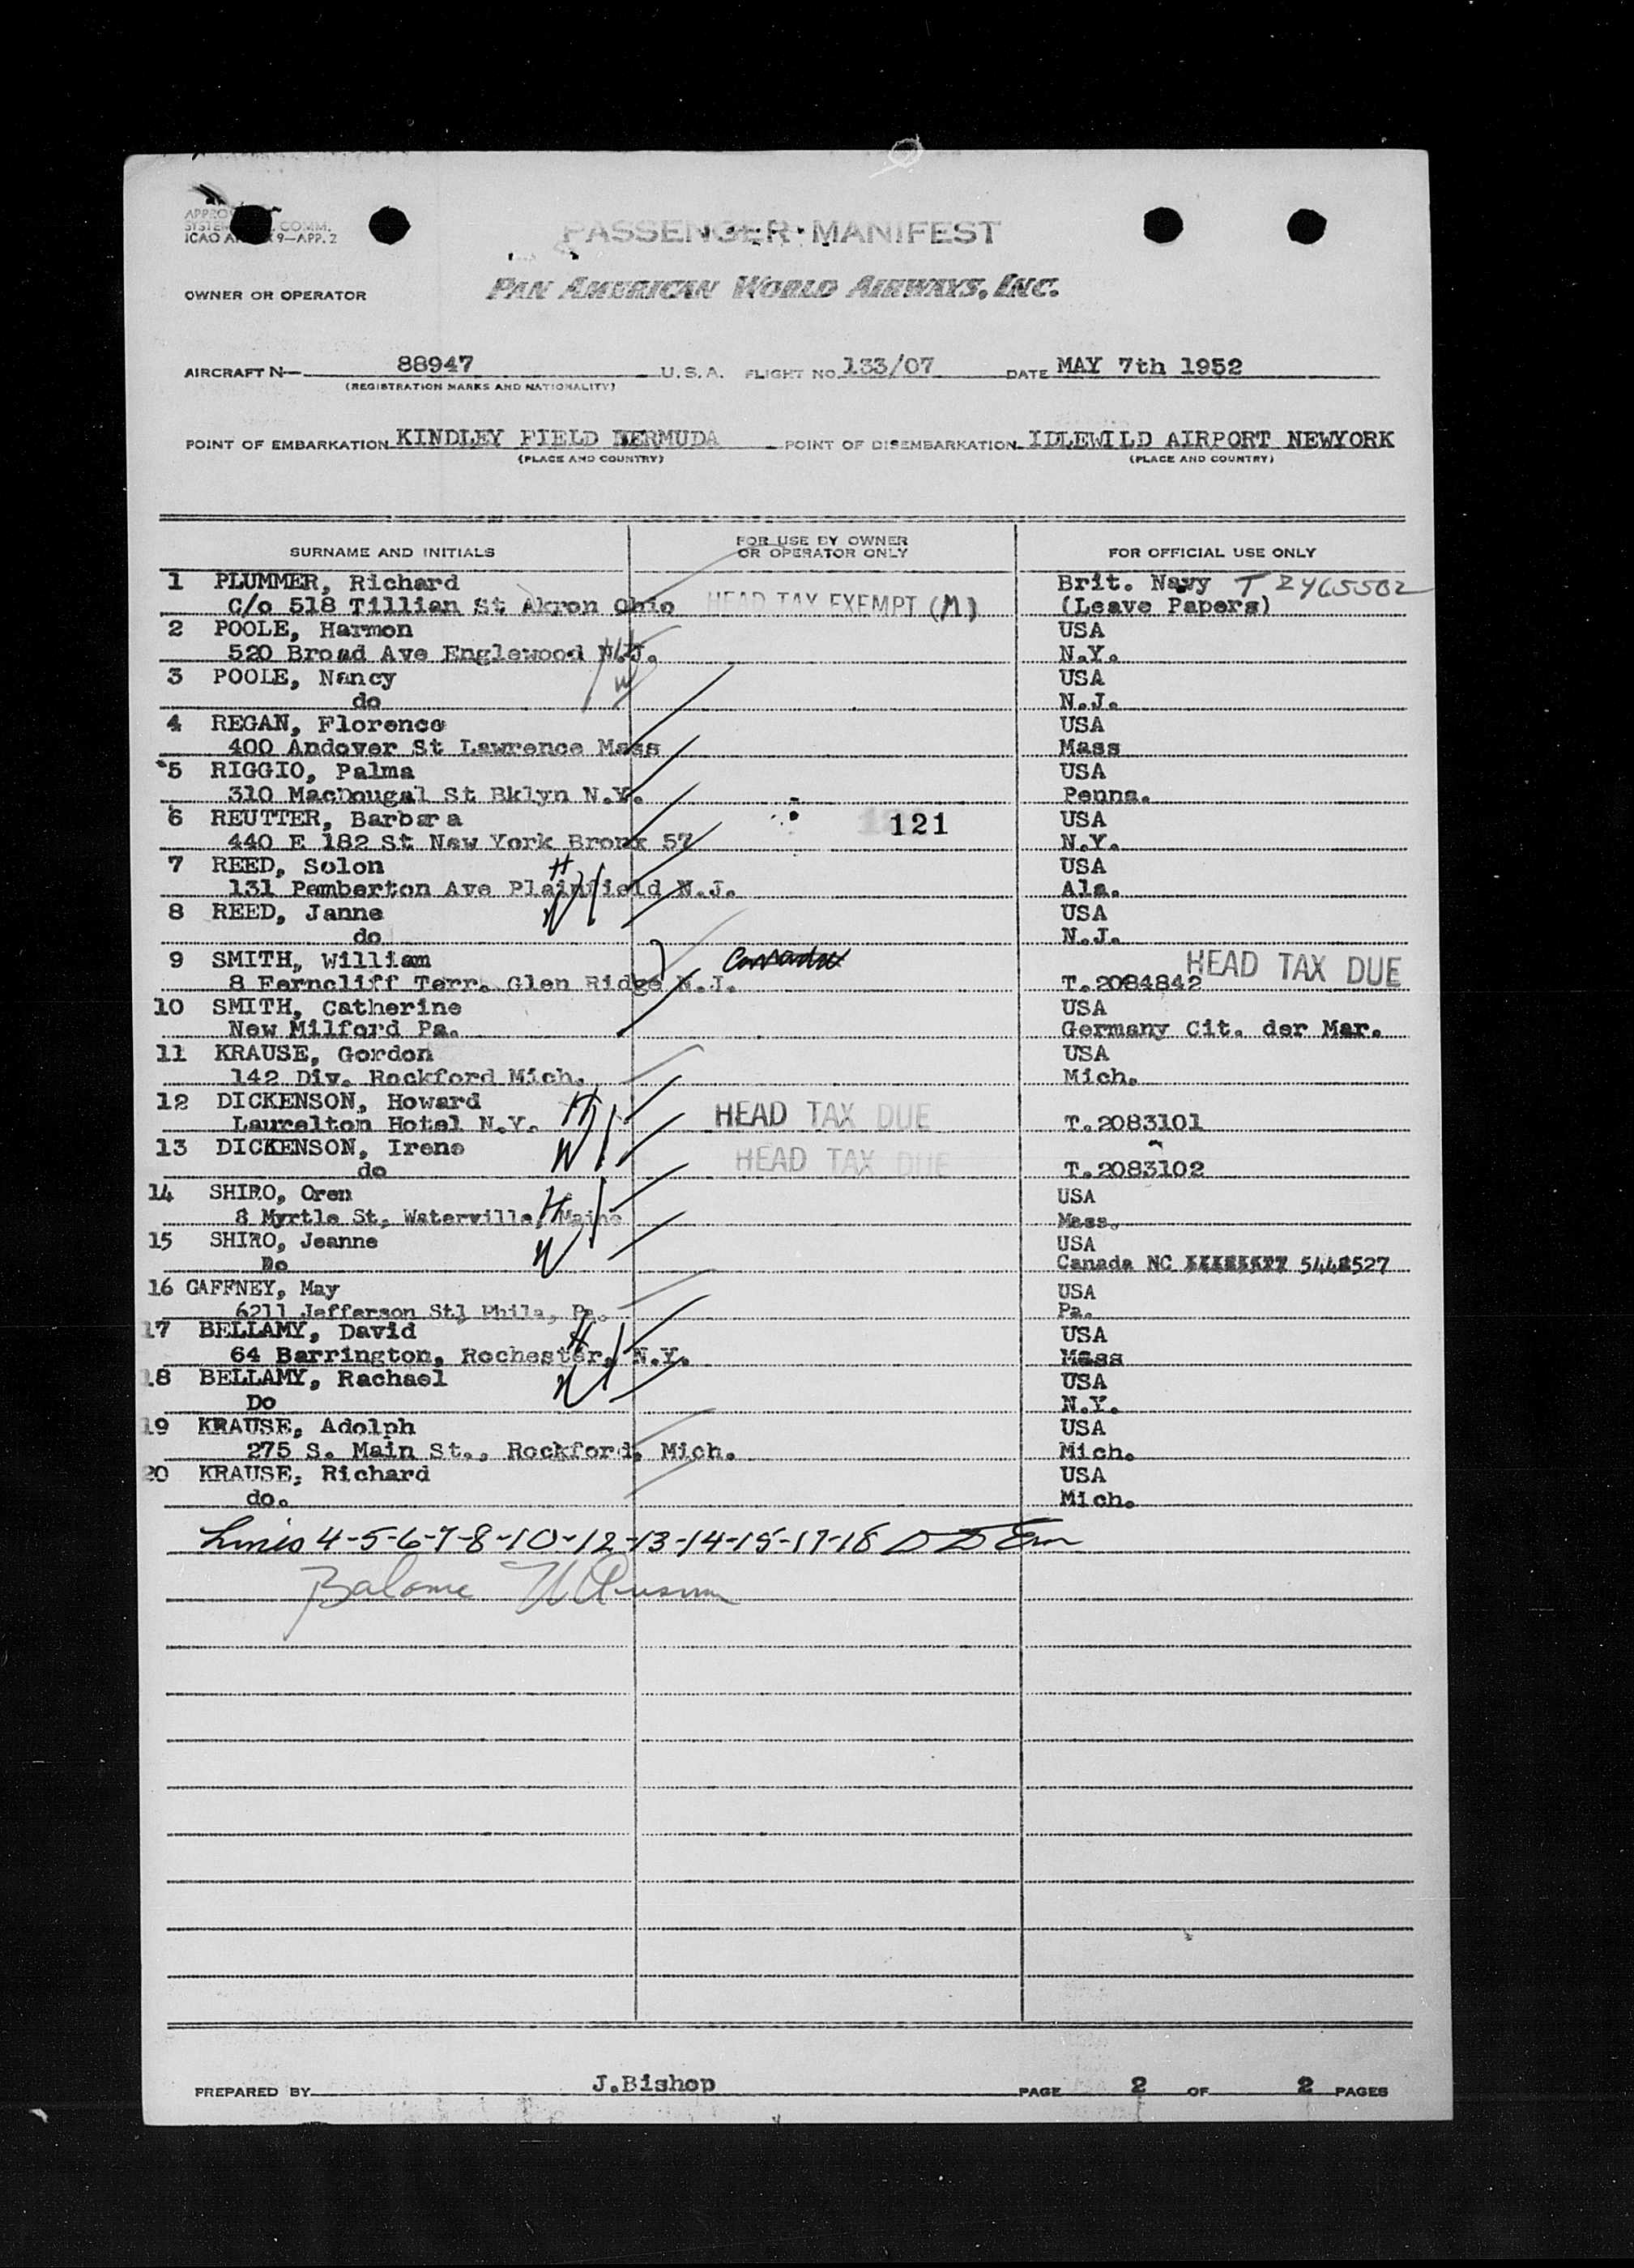 PASSENGER MANIFEST
ICAO 9—APP. 2
OWNER OR OPERATOR PAN AMERICAN WORLD AIRWAYS, INC.
AIRCRAFT N— 88947 U.S.A. FLIGHT NO 133/07 DATE MAY 7th 1952
(REGISTRATION MARKS AND NATIONALITY)
POINT OF EMBARKATION KINDLEY FIELD BERMUDA POINT OF DISEMBARKATION IDLEWILD AIRPORT NEWYORK
(PLACE AND COUNTRY) (PLACE AND COUNTRY)
SURNAME AND INITIALS FOR USE BY OWNER OR OPERATOR ONLY FOR OFFICIAL USE ONLY
1 PLUMMER, Richard Brit. Navy T 2465502
C/o 518 Tillian St Akron Ohio HEAD TAX EXEMPT (M) (Leave Papers)
2 POOLE, Harmon USA
520 Broad Ave Englewood N.J. H N.Y.
3 POOLE, Nancy W USA
do N.J.
4 REGAN, Florence USA
400 Andover St Lawrence Mass Mass
5 RIGGIO, Palma USA
310 MacDougal St Bklyn N.Y. Penna.
6 REUTTER, Barbara 121 USA
440 E 182 St New York Bronx 57 N.Y.
7 REED, Solon H USA
131 Pemberton Ave Plainfield N.J. Ala.
8 REED, Janne W USA
do N.J.
9 SMITH, William Canada HEAD TAX DUE
8 Ferncliff Terr. Glen Ridge N.J. T.2084842
10 SMITH, Catherine USA
New Milford Pa. Germany Cit. der Mar.
11 KRAUSE, Gordon USA
142 Div. Rockford Mich. Mich.
12 DICKENSON, Howard H HEAD TAX DUE
Laurelton Hotel N.Y. T.2083101
13 DICKENSON, Irene W HEAD TAX DUE
do T.2083102
14 SHIRO, Oren H USA
8 Myrtle St, Waterville, Maine Mass.
15 SHIRO, Jeanne W USA
Do Canada NC 5448527
16 GAFFNEY, May USA
6211 Jefferson St, Phila, Pa. Pa.
17 BELLAMY, David H USA
64 Barrington, Rochester, N.Y. Mass
18 BELLAMY, Rachael W USA
Do N.Y.
19 KRAUSE, Adolph USA
275 S. Main St., Rockford, Mich. Mich.
20 KRAUSE, Richard USA
do. Mich.
Lines 4-5-6-7-8-10-12-13-14-15-17-18
PREPARED BY J.Bishop PAGE 2 OF 2 PAGES